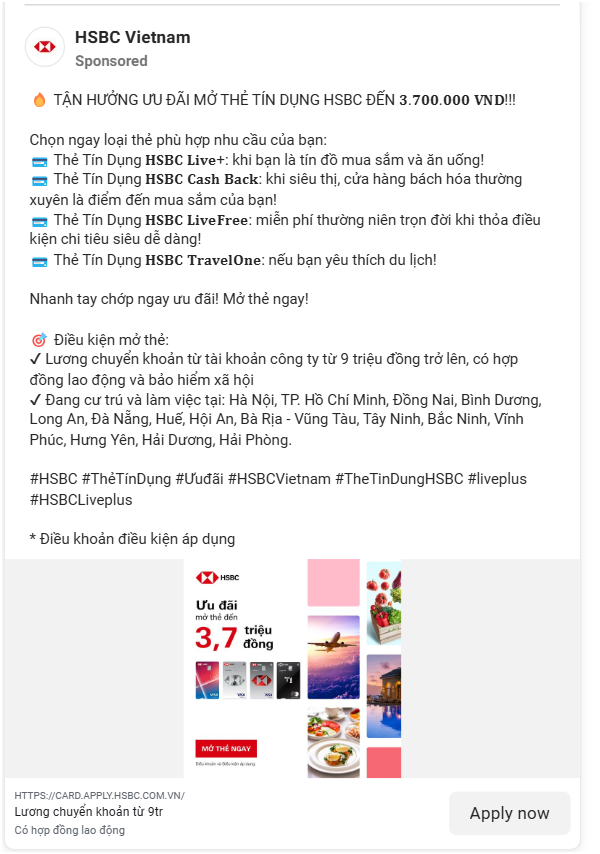 HSBC Vietnam
Sponsored
🔥 TẬN HƯỞNG ƯU ĐÃI MỞ THẺ TÍN DỤNG HSBC ĐẾN 3.700.000 VND!!!
Chọn ngay loại thẻ phù hợp nhu cầu của bạn:
💳 Thẻ Tín Dụng HSBC Live+: khi bạn là tín đồ mua sắm và ăn uống!
💳 Thẻ Tín Dụng HSBC Cash Back: khi siêu thị, cửa hàng bách hóa thường
xuyên là điểm đến mua sắm của bạn!
💳 Thẻ Tín Dụng HSBC LiveFree: miễn phí thường niên trọn đời khi thỏa điều
kiện chi tiêu siêu dễ dàng!
💳 Thẻ Tín Dụng HSBC TravelOne: nếu bạn yêu thích du lịch!
Nhanh tay chớp ngay ưu đãi! Mở thẻ ngay!
🎯 Điều kiện mở thẻ:
✓ Lương chuyển khoản từ tài khoản công ty từ 9 triệu đồng trở lên, có hợp
đồng lao động và bảo hiểm xã hội
✓ Đang cư trú và làm việc tại: Hà Nội, TP. Hồ Chí Minh, Đồng Nai, Bình Dương,
Long An, Đà Nẵng, Huế, Hội An, Bà Rịa - Vũng Tàu, Tây Ninh, Bắc Ninh, Vĩnh
Phúc, Hưng Yên, Hải Dương, Hải Phòng.
#HSBC #ThẻTínDụng #Ưuđãi #HSBCVietnam #TheTinDungHSBC #liveplus
#HSBCLiveplus
* Điều khoản điều kiện áp dụng
HSBC
Ưu đãi
mở thẻ đến
3,7 triệu
đồng
VISA
VISA
MỞ THẺ NGAY
Điều khoản và Điều kiện áp dụng
HTTPS://CARD.APPLY.HSBC.COM.VN/
Lương chuyển khoản từ 9tr
Có hợp đồng lao động
Apply now